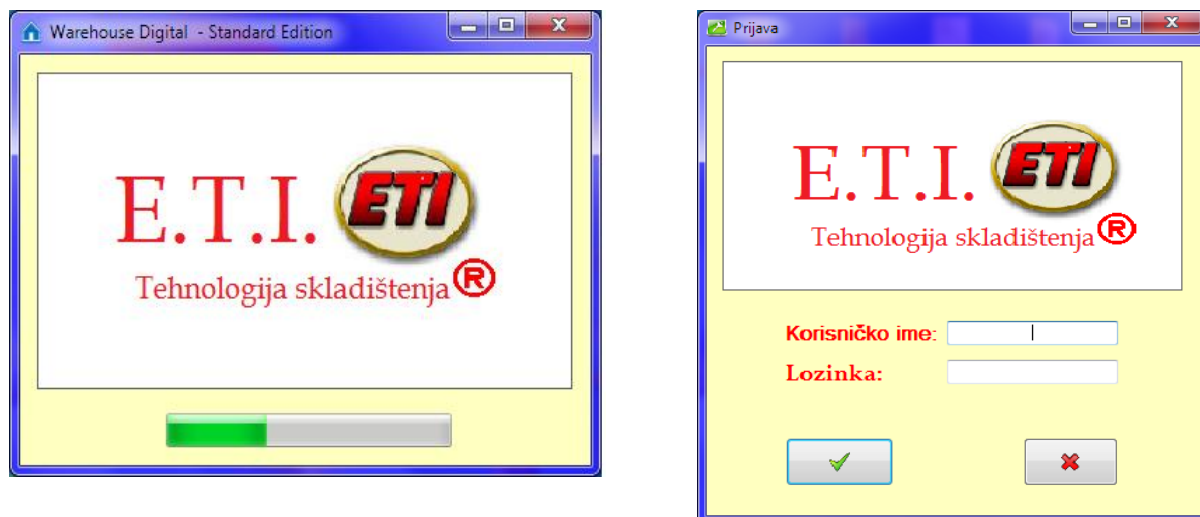 Warehouse Digital - Standard Edition
E.T.I. ETI
Tehnologija skladištenja®
Prijava
E.T.I. ETI
Tehnologija skladištenja®
Korisničko ime:
Lozinka: